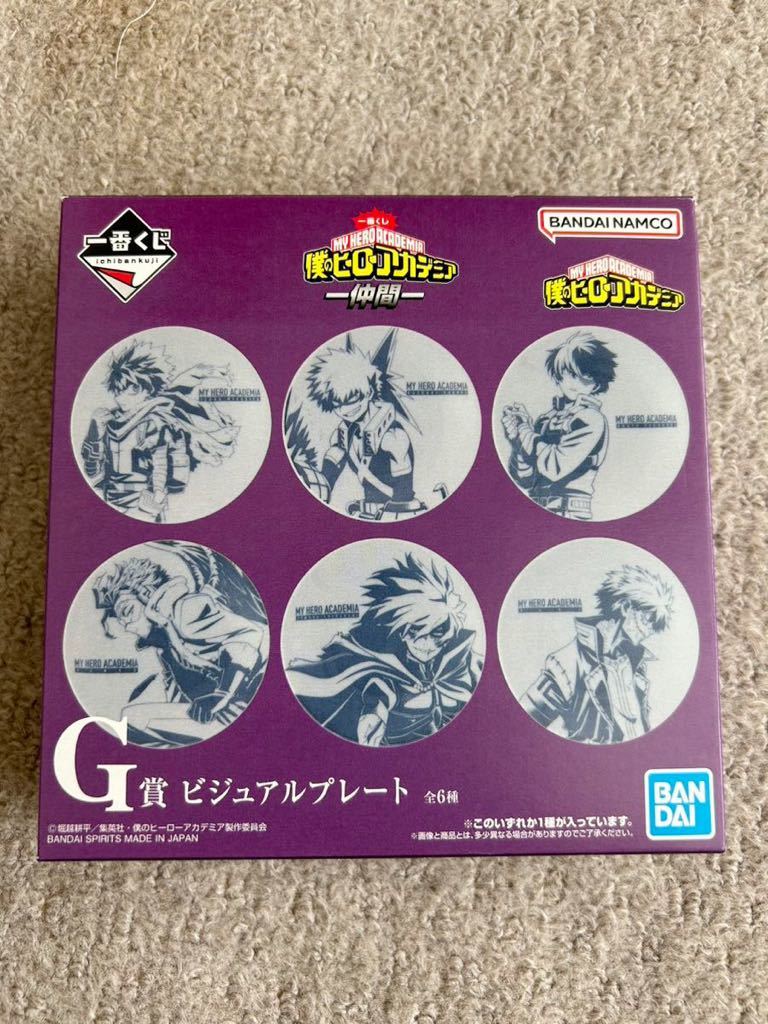 一番くじ
ichibankuji
一番くじ
MY HERO ACADEMIA
僕のヒーローアカデミア
―仲間―
BANDAI NAMCO
MY HERO ACADEMIA
僕のヒーローアカデミア
MY HERO ACADEMIA
MY HERO ACADEMIA
MY HERO ACADEMIA
MY HERO ACADEMIA
MY HERO ACADEMIA
MY HERO ACADEMIA
G賞 ビジュアルプレート 全6種
©堀越耕平/集英社・僕のヒーローアカデミア製作委員会
BANDAI SPIRITS MADE IN JAPAN
※このいずれか1種が入っています。
※画像と商品とは、多少異なる場合がありますのでご了承ください。
BAN
DAI